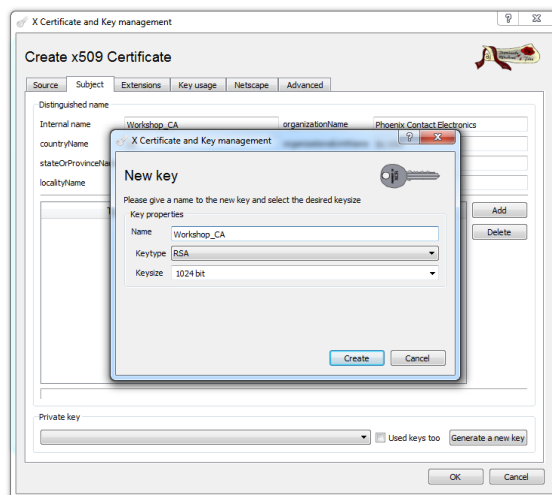 X Certificate and Key management
Create x509 Certificate
Source Subject Extensions Key usage Netscape Advanced
Distinguished name
Internal name Workshop_CA organizationName Phoenix Contact Electronics
countryName
stateOrProvinceNa
localityName
X Certificate and Key management
New key
Please give a name to the new key and select the desired keysize
Key properties
Name Workshop_CA
Keytype RSA
Keysize 1024 bit
Create Cancel
Add
Delete
Private key
Used keys too Generate a new key
OK Cancel